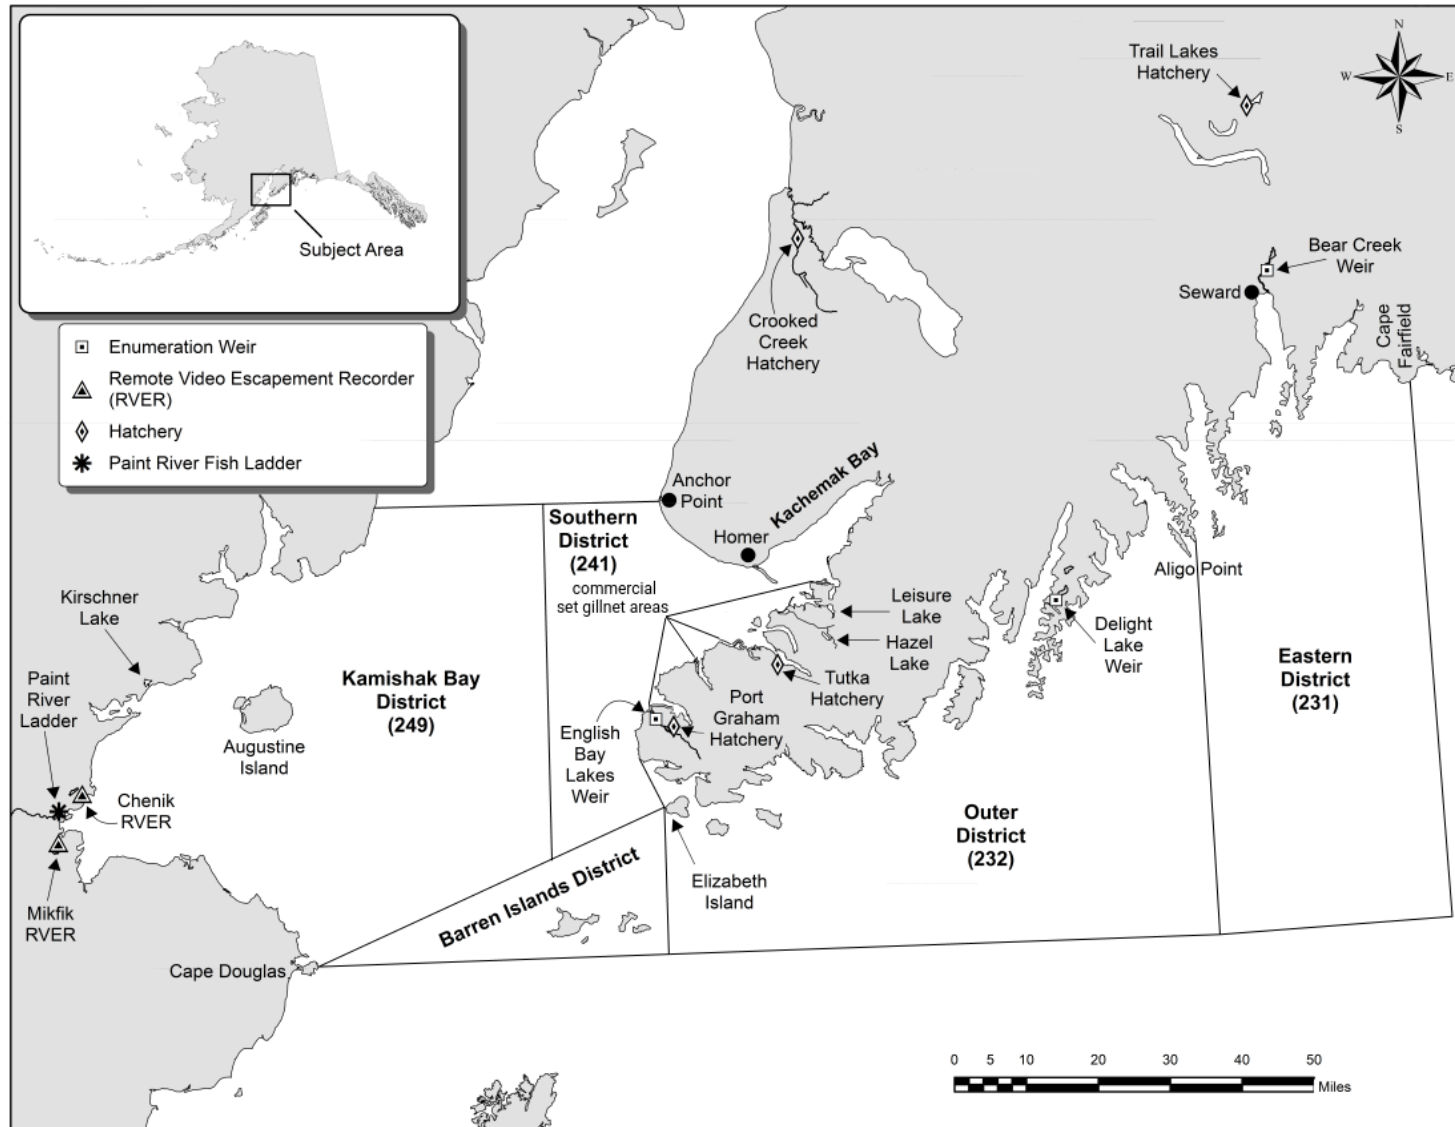 Subject Area
Enumeration Weir
Remote Video Escapement Recorder
(RVER)
Hatchery
Paint River Fish Ladder
Trail Lakes
Hatchery
N
W
E
S
Bear Creek
Weir
Seward
Cape
Fairfield
Crooked
Creek
Hatchery
Anchor
Point
Kachemak Bay
Homer
Southern
District
(241)
commercial
set gillnet areas
Aligo Point
Kirschner
Lake
Leisure
Lake
Hazel
Lake
Delight
Lake
Weir
Paint
River
Ladder
Kamishak Bay
District
(249)
Eastern
District
(231)
Tutka
Hatchery
Port
Graham
Hatchery
English
Bay
Lakes
Weir
Augustine
Island
Chenik
RVER
Outer
District
(232)
Elizabeth
Island
Mikfik
RVER
Barren Islands District
Cape Douglas
0 5 10 20 30 40 50
Miles